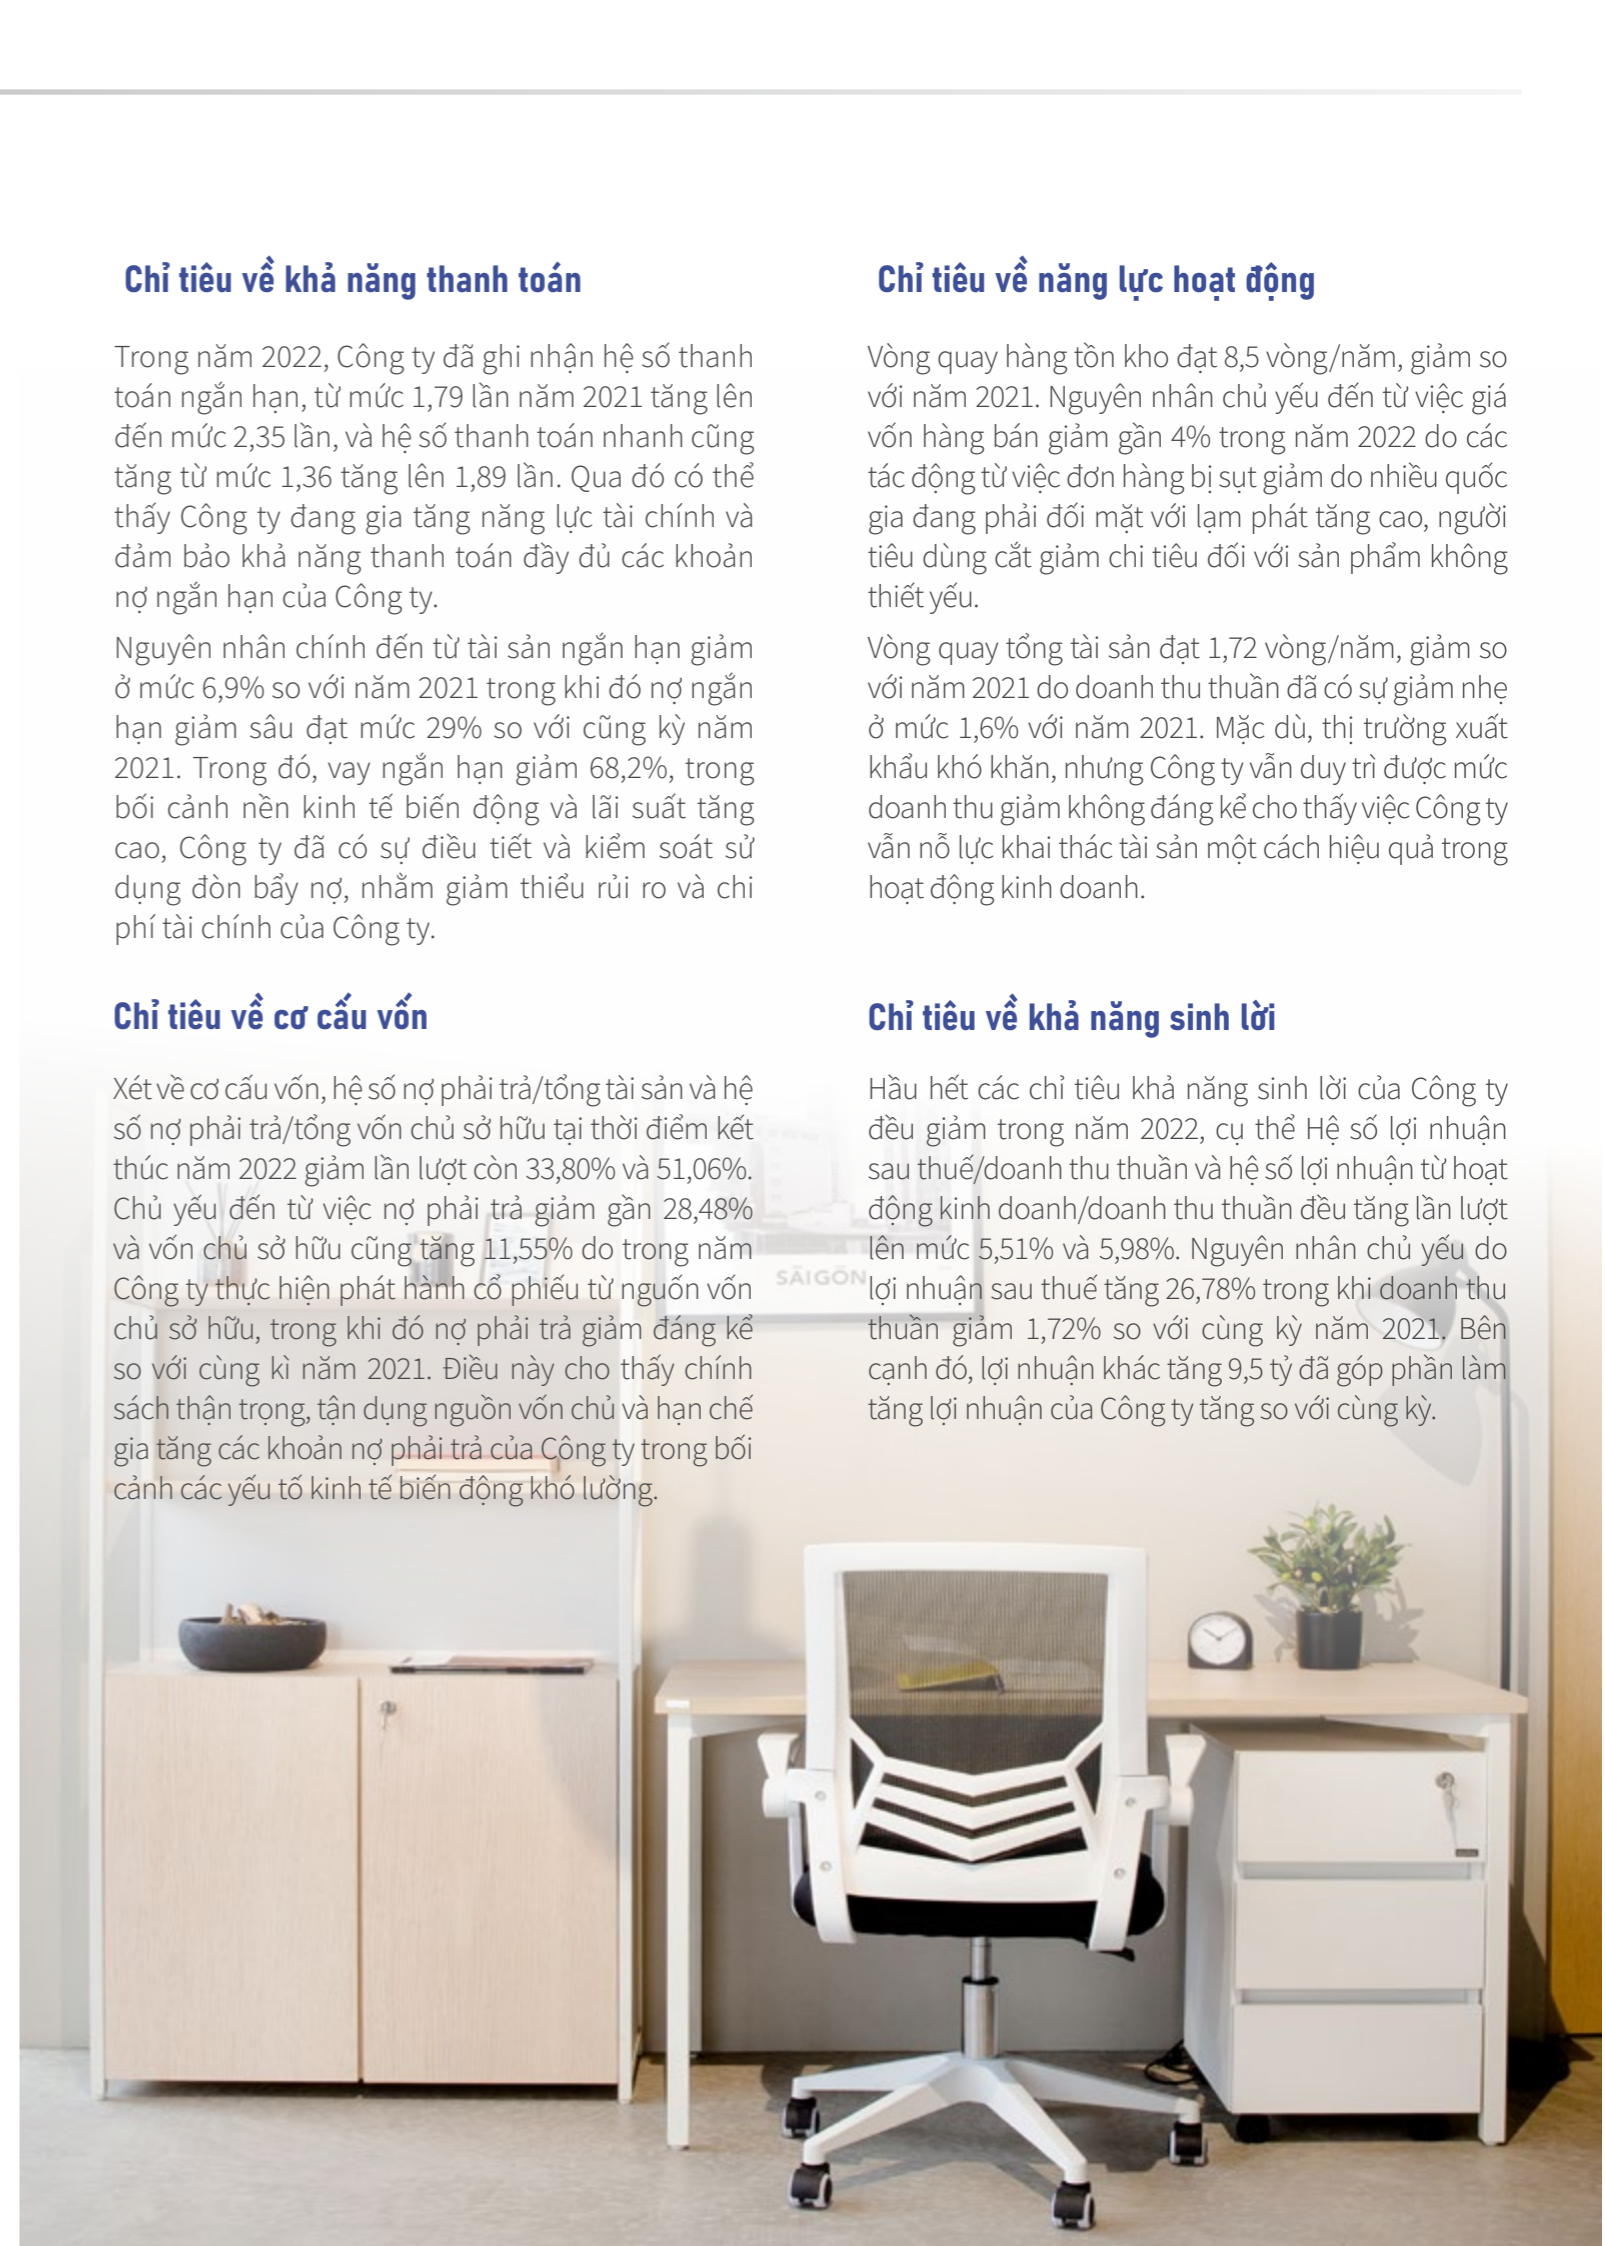 Chỉ tiêu về khả năng thanh toán
Trong năm 2022, Công ty đã ghi nhận hệ số thanh
toán ngắn hạn, từ mức 1,79 lần năm 2021 tăng lên
đến mức 2,35 lần, và hệ số thanh toán nhanh cũng
tăng từ mức 1,36 tăng lên 1,89 lần. Qua đó có thể
thấy Công ty đang gia tăng năng lực tài chính và
đảm bảo khả năng thanh toán đầy đủ các khoản
nợ ngắn hạn của Công ty.
Nguyên nhân chính đến từ tài sản ngắn hạn giảm
ở mức 6,9% so với năm 2021 trong khi đó nợ ngắn
hạn giảm sâu đạt mức 29% so với cũng kỳ năm
2021. Trong đó, vay ngắn hạn giảm 68,2%, trong
bối cảnh nền kinh tế biến động và lãi suất tăng
cao, Công ty đã có sự điều tiết và kiểm soát sử
dụng đòn bẩy nợ, nhằm giảm thiểu rủi ro và chi
phí tài chính của Công ty.
Chỉ tiêu về cơ cấu vốn
Xét về cơ cấu vốn, hệ số nợ phải trả/tổng tài sản và hệ
số nợ phải trả/tổng vốn chủ sở hữu tại thời điểm kết
thúc năm 2022 giảm lần lượt còn 33,80% và 51,06%.
Chủ yếu đến từ việc nợ phải trả giảm gần 28,48%
và vốn chủ sở hữu cũng tăng 11,55% do trong năm
Công ty thực hiện phát hành cổ phiếu từ nguốn vốn
chủ sở hữu, trong khi đó nợ phải trả giảm đáng kể
so với cùng kì năm 2021. Điều này cho thấy chính
sách thận trọng, tận dụng nguồn vốn chủ và hạn chế
gia tăng các khoản nợ phải trả của Công ty trong bối
cảnh các yếu tố kinh tế biến động khó lường.
Chỉ tiêu về năng lực hoạt động
Vòng quay hàng tồn kho đạt 8,5 vòng/năm, giảm so
với năm 2021. Nguyên nhân chủ yếu đến từ việc giá
vốn hàng bán giảm gần 4% trong năm 2022 do các
tác động từ việc đơn hàng bị sụt giảm do nhiều quốc
gia đang phải đối mặt với lạm phát tăng cao, người
tiêu dùng cắt giảm chi tiêu đối với sản phẩm không
thiết yếu.
Vòng quay tổng tài sản đạt 1,72 vòng/năm, giảm so
với năm 2021 do doanh thu thuần đã có sự giảm nhẹ
ở mức 1,6% với năm 2021. Mặc dù, thị trường xuất
khẩu khó khăn, nhưng Công ty vẫn duy trì được mức
doanh thu giảm không đáng kể cho thấy việc Công ty
vẫn nỗ lực khai thác tài sản một cách hiệu quả trong
hoạt động kinh doanh.
Chỉ tiêu về khả năng sinh lời
Hầu hết các chỉ tiêu khả năng sinh lời của Công ty
đều giảm trong năm 2022, cụ thể Hệ số lợi nhuận
sau thuế/doanh thu thuần và hệ số lợi nhuận từ hoạt
động kinh doanh/doanh thu thuần đều tăng lần lượt
lên mức 5,51% và 5,98%. Nguyên nhân chủ yếu do
lợi nhuận sau thuế tăng 26,78% trong khi doanh thu
thuần giảm 1,72% so với cùng kỳ năm 2021. Bên
cạnh đó, lợi nhuận khác tăng 9,5 tỷ đã góp phần làm
tăng lợi nhuận của Công ty tăng so với cùng kỳ.
SÀIGÒN